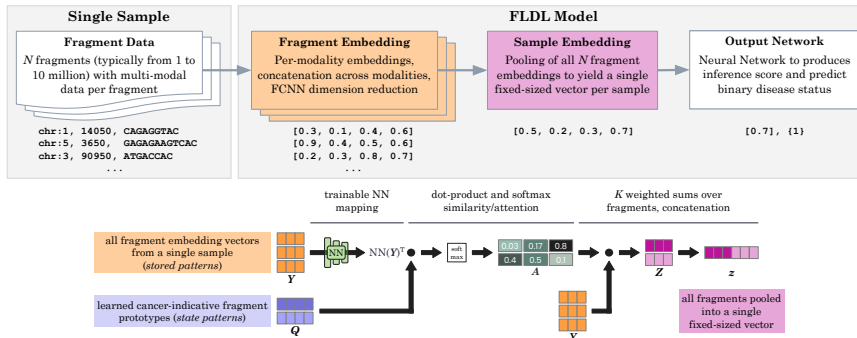 Single Sample
FLDL Model
Fragment Data
N fragments (typically from 1 to
10 million) with multi-modal
data per fragment
Fragment Embedding
Per-modality embeddings,
concatenation across modalities,
FCNN dimension reduction
Sample Embedding
Pooling of all N fragment
embeddings to yield a single
fixed-sized vector per sample
Output Network
Neural Network to produces
inference score and predict
binary disease status
chr:1, 14050, CAGAGGTAC
chr:5, 3650, GAGAGAAGTCAC
chr:3, 90950, ATGACCAC
...
[0.3, 0.1, 0.4, 0.6]
[0.9, 0.4, 0.5, 0.6]
[0.2, 0.3, 0.8, 0.7]
...
[0.5, 0.2, 0.3, 0.7]
[0.7], {1}
trainable NN
mapping
dot-product and softmax
similarity/attention
K weighted sums over
fragments, concatenation
all fragment embedding vectors
from a single sample
(stored patterns)
Y
NN
NN(Y)ᵀ
soft
max
0.03 0.17 0.8
0.4 0.5 0.1
A
Z
z
learned cancer-indicative fragment
prototypes (state patterns)
Q
Y
all fragments pooled
into a single
fixed-sized vector